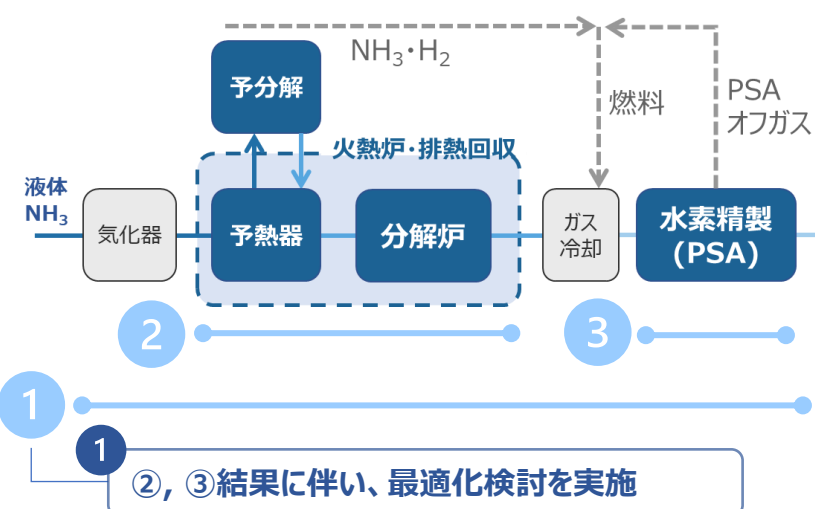 NH₃・H₂
予分解
燃料
PSA
オフガス
火熱炉・排熱回収
液体
NH₃
気化器
予熱器
分解炉
ガス
冷却
水素精製
(PSA)
2
3
1
1
②, ③結果に伴い、最適化検討を実施